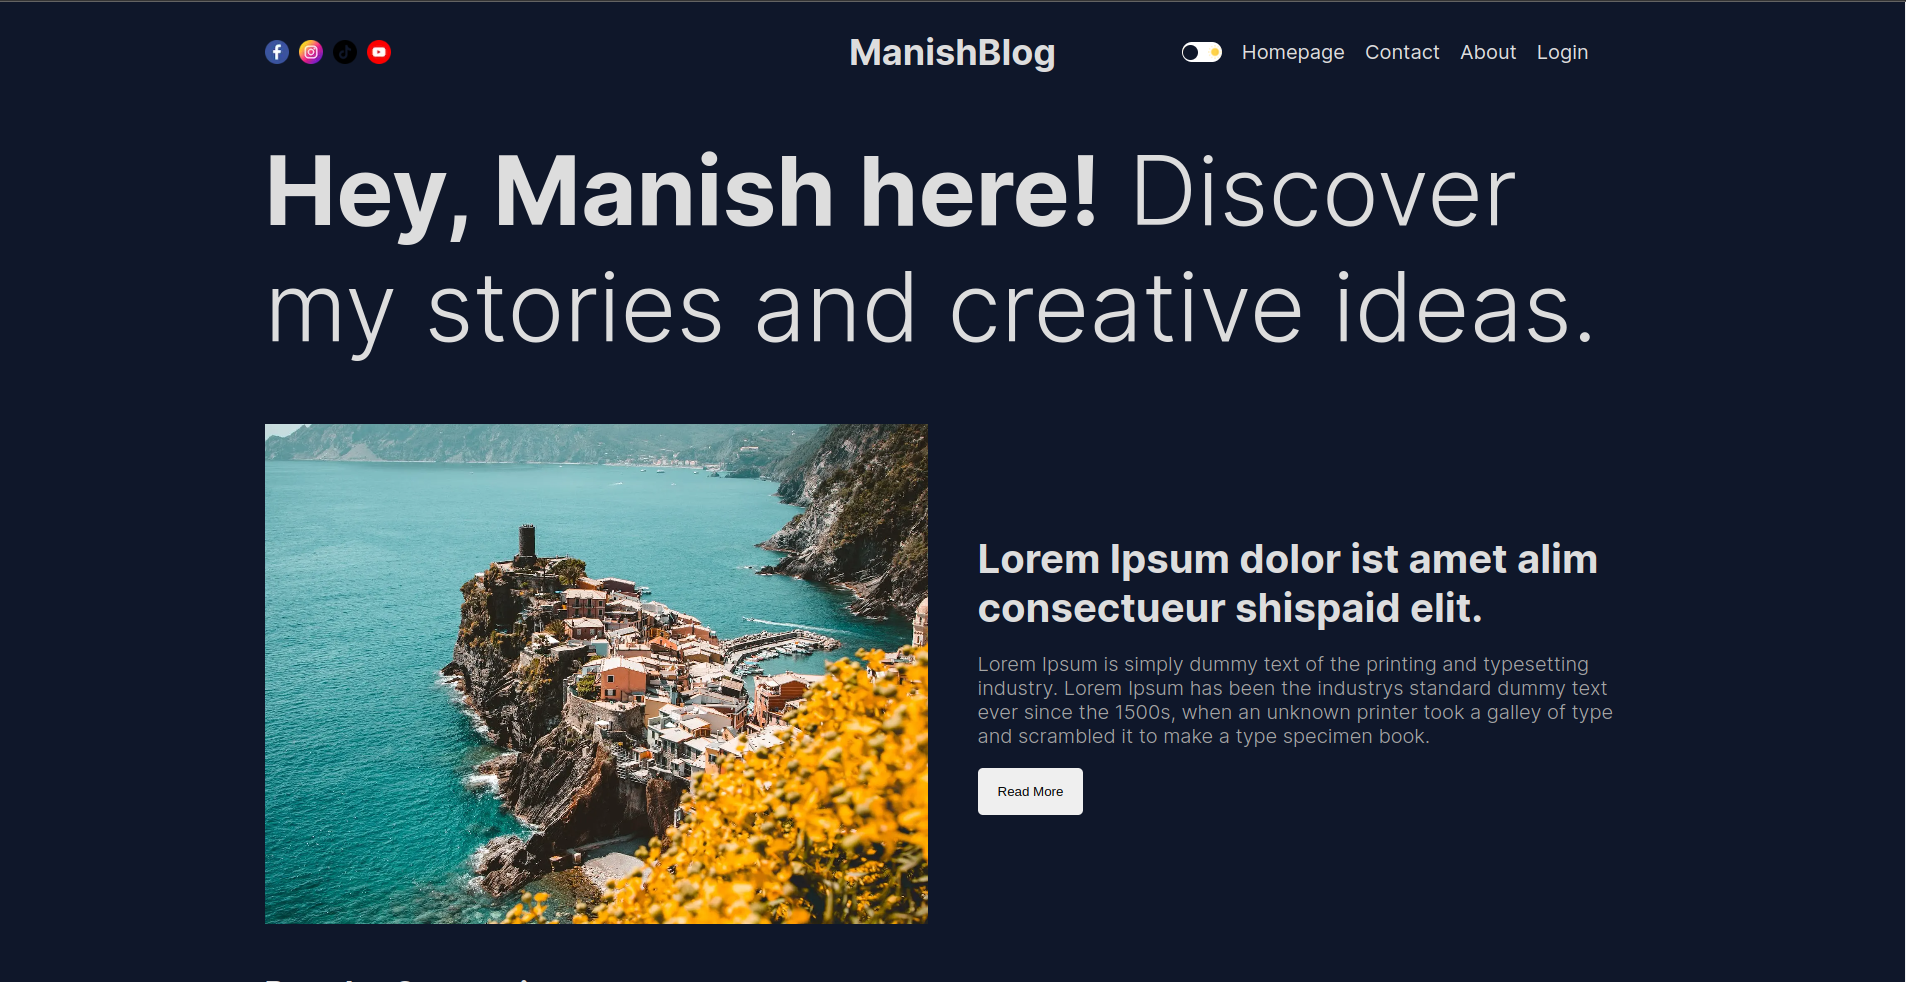 ManishBlog
Homepage Contact About Login
Hey, Manish here! Discover
my stories and creative ideas.
Lorem Ipsum dolor ist amet alim
consectueur shispaid elit.
Lorem Ipsum is simply dummy text of the printing and typesetting
industry. Lorem Ipsum has been the industrys standard dummy text
ever since the 1500s, when an unknown printer took a galley of type
and scrambled it to make a type specimen book.
Read More